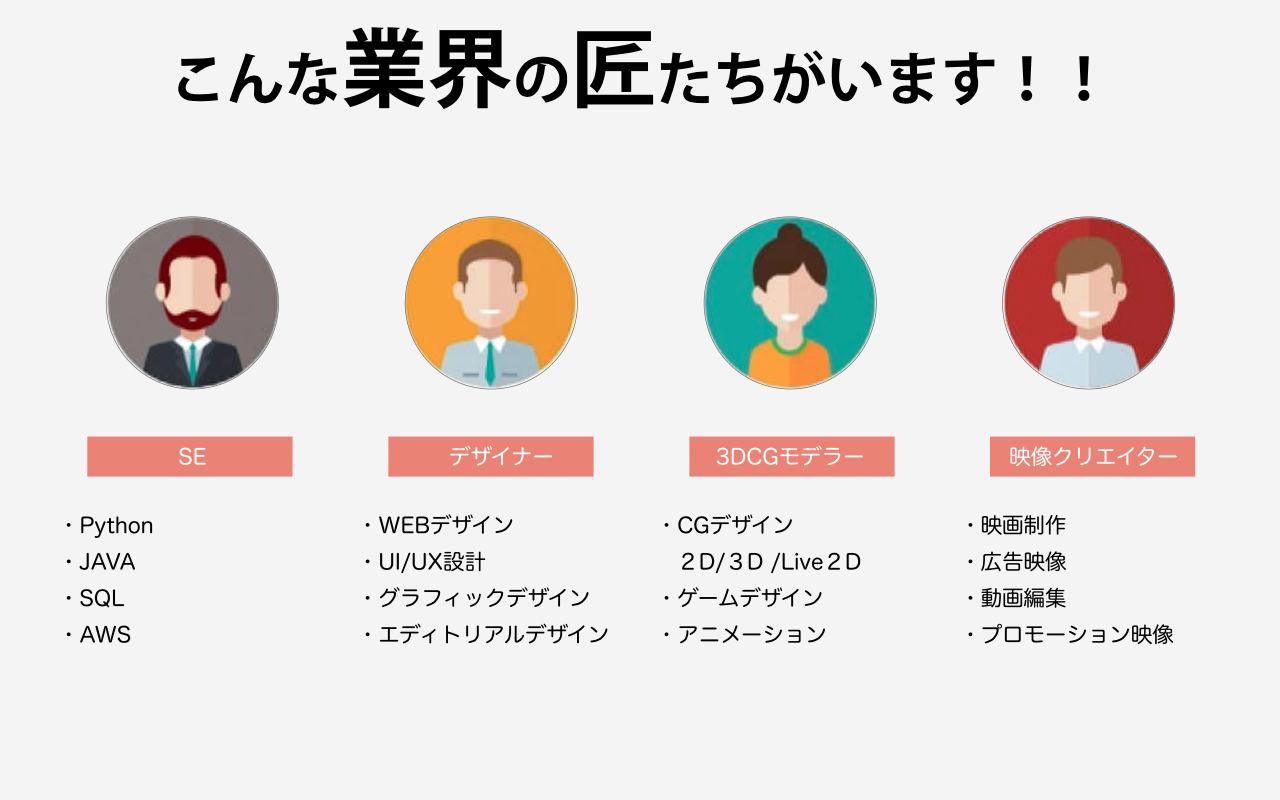 こんな業界の匠たちがいます！！
SE
・Python
・JAVA
・SQL
・AWS
デザイナー
・WEBデザイン
・UI/UX設計
・グラフィックデザイン
・エディトリアルデザイン
3DCGモデラー
・CGデザイン
２D/３D /Live２D
・ゲームデザイン
・アニメーション
映像クリエイター
・映画制作
・広告映像
・動画編集
・プロモーション映像